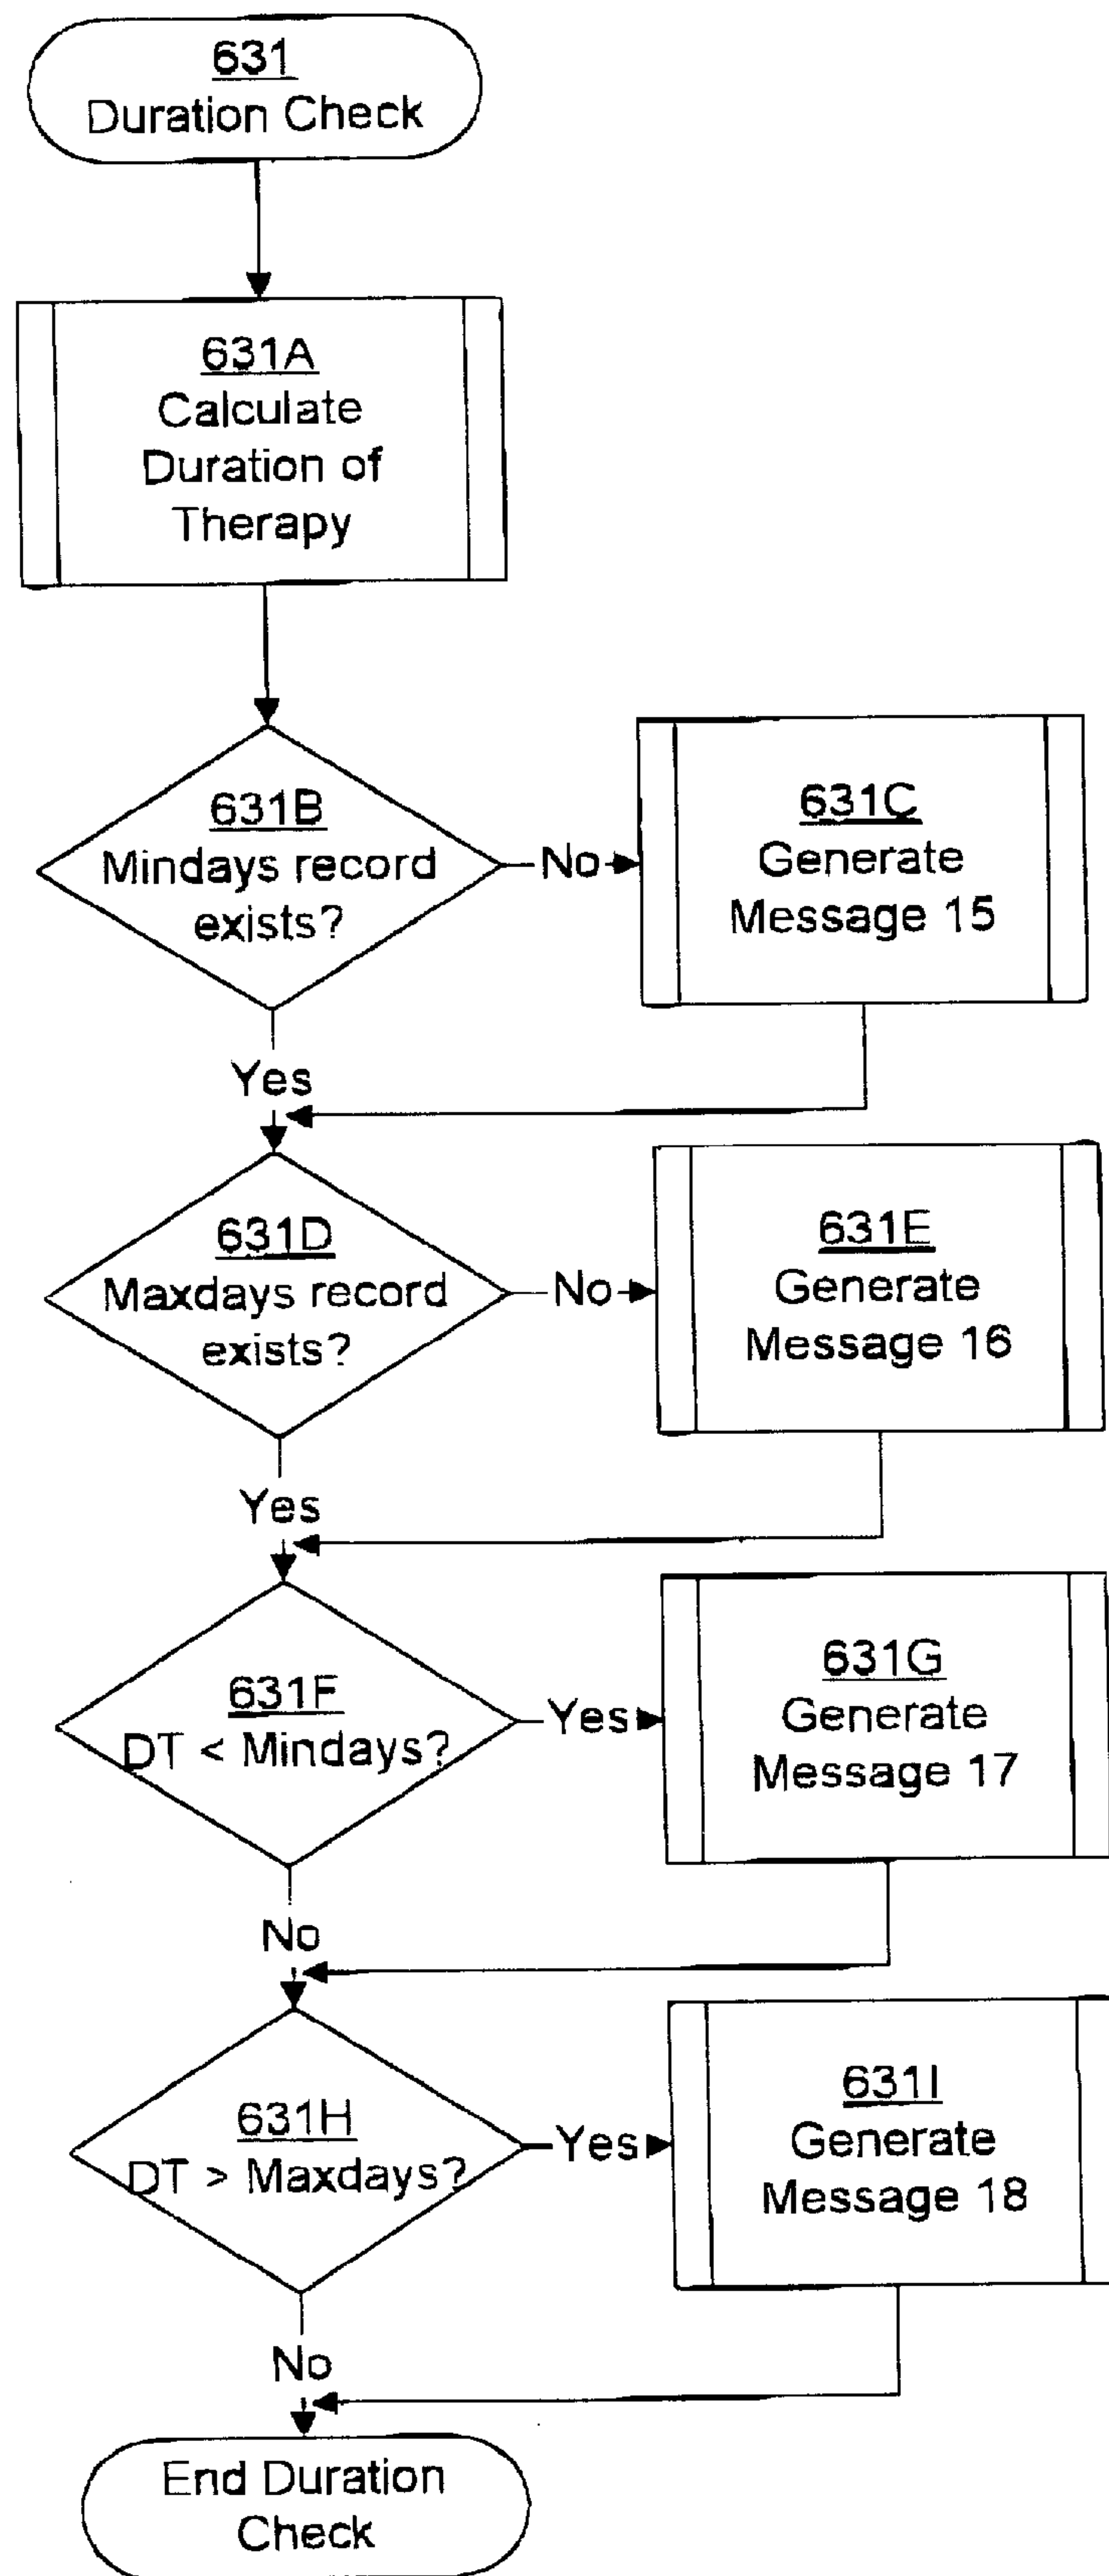 631
Duration Check
631A
Calculate
Duration of
Therapy
631B
Mindays record
exists?
No
631C
Generate
Message 15
Yes
631D
Maxdays record
exists?
No
631E
Generate
Message 16
Yes
631F
DT < Mindays?
Yes
631G
Generate
Message 17
No
631H
DT > Maxdays?
Yes
631I
Generate
Message 18
No
End Duration
Check